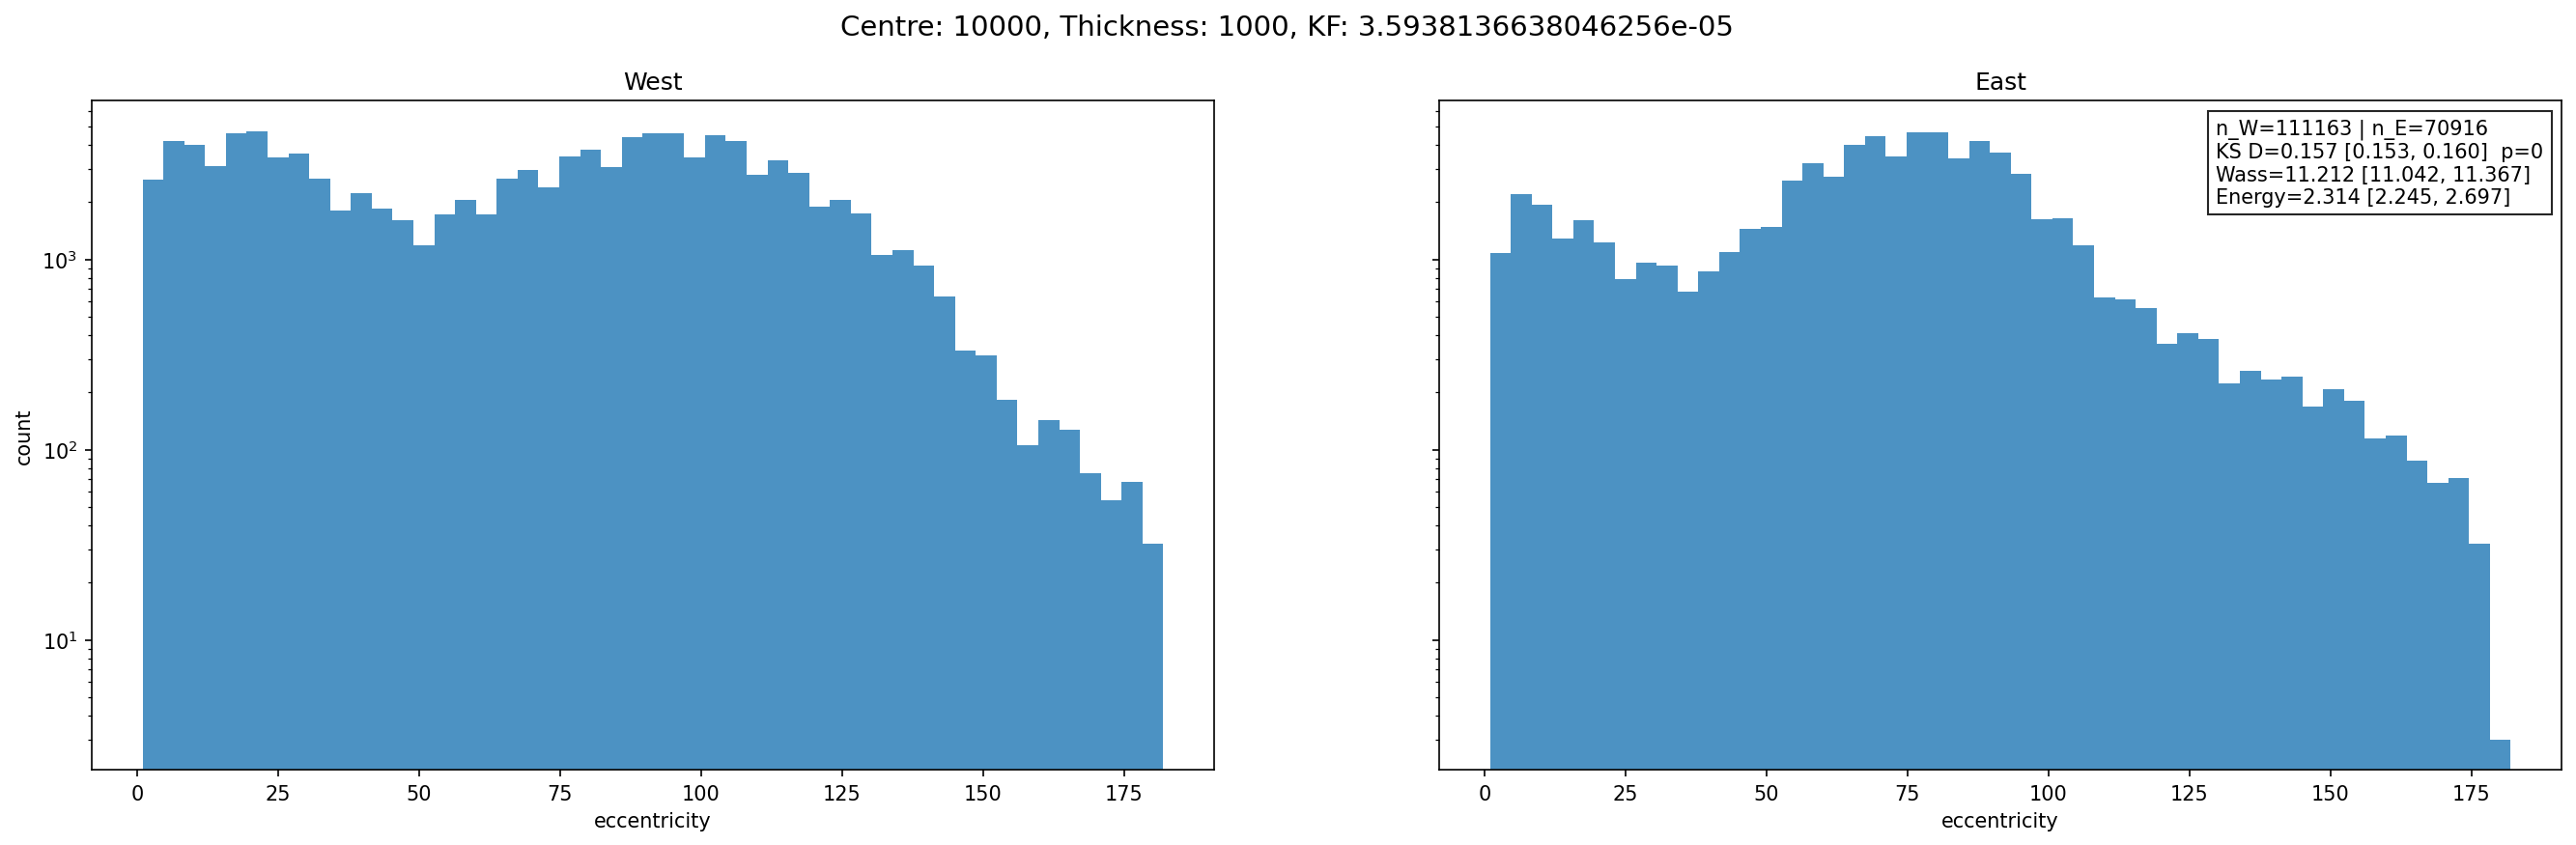 Centre: 10000, Thickness: 1000, KF: 3.5938136638046256e-05
West
East
n_W=111163 | n_E=70916
KS D=0.157 [0.153, 0.160]  p=0
Wass=11.212 [11.042, 11.367]
Energy=2.314 [2.245, 2.697]
10³
10²
10¹
count
0 25 50 75 100 125 150 175
0 25 50 75 100 125 150 175
eccentricity
eccentricity